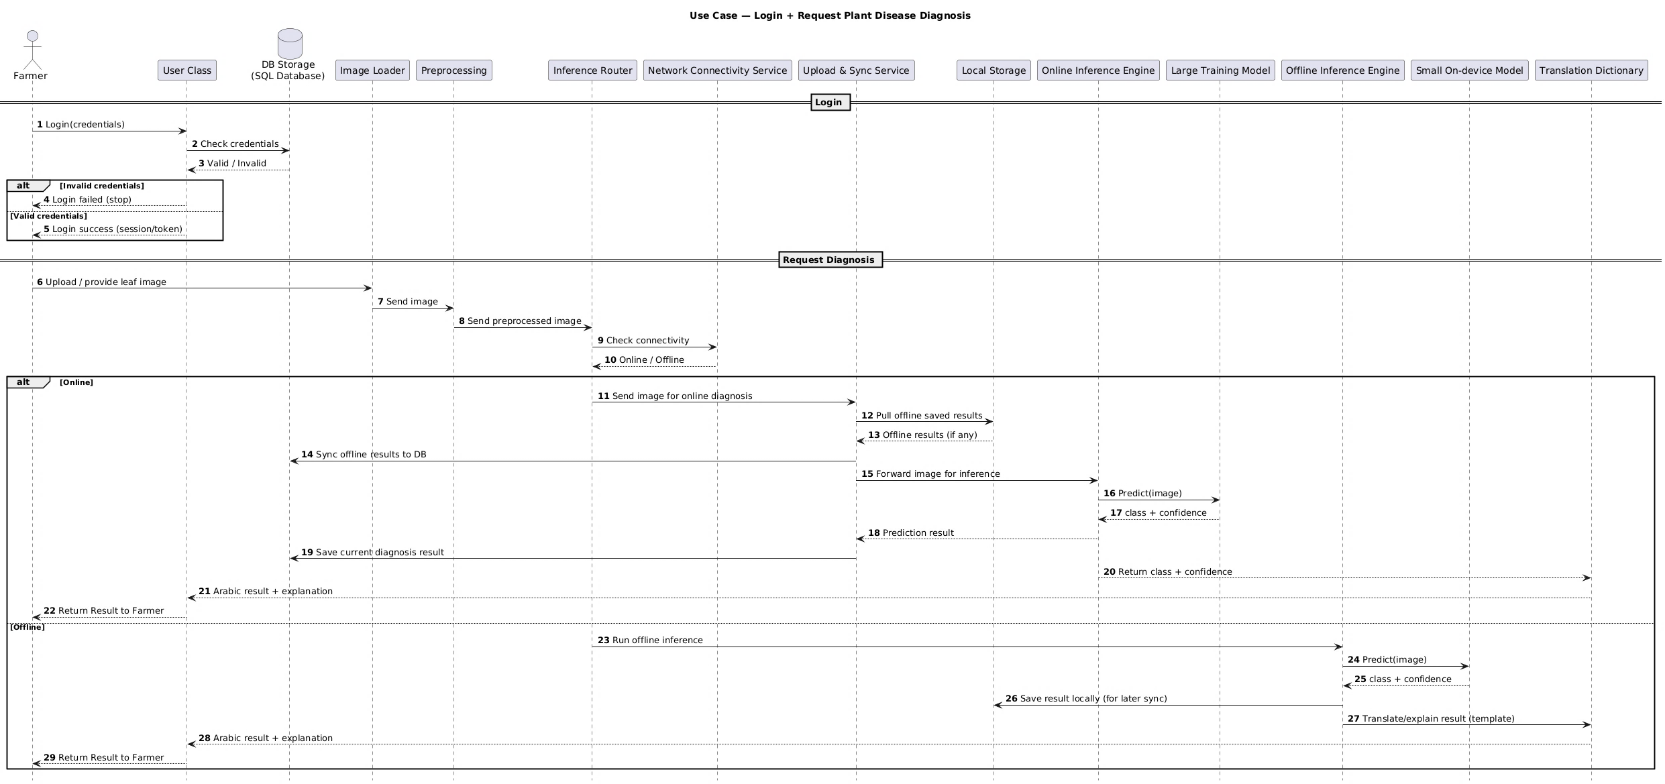 Use Case — Login + Request Plant Disease Diagnosis
Farmer
User Class
DB Storage
(SQL Database)
Image Loader
Preprocessing
Inference Router
Network Connectivity Service
Upload & Sync Service
Local Storage
Online Inference Engine
Large Training Model
Offline Inference Engine
Small On-device Model
Translation Dictionary
Login
1 Login(credentials)
2 Check credentials
3 Valid / Invalid
alt [Invalid credentials]
4 Login failed (stop)
[Valid credentials]
5 Login success (session/token)
Request Diagnosis
6 Upload / provide leaf image
7 Send image
8 Send preprocessed image
9 Check connectivity
10 Online / Offline
alt [Online]
11 Send image for online diagnosis
12 Pull offline saved results
13 Offline results (if any)
14 Sync offline results to DB
15 Forward image for inference
16 Predict(image)
17 class + confidence
18 Prediction result
19 Save current diagnosis result
20 Return class + confidence
21 Arabic result + explanation
22 Return Result to Farmer
[Offline]
23 Run offline inference
24 Predict(image)
25 class + confidence
26 Save result locally (for later sync)
27 Translate/explain result (template)
28 Arabic result + explanation
29 Return Result to Farmer